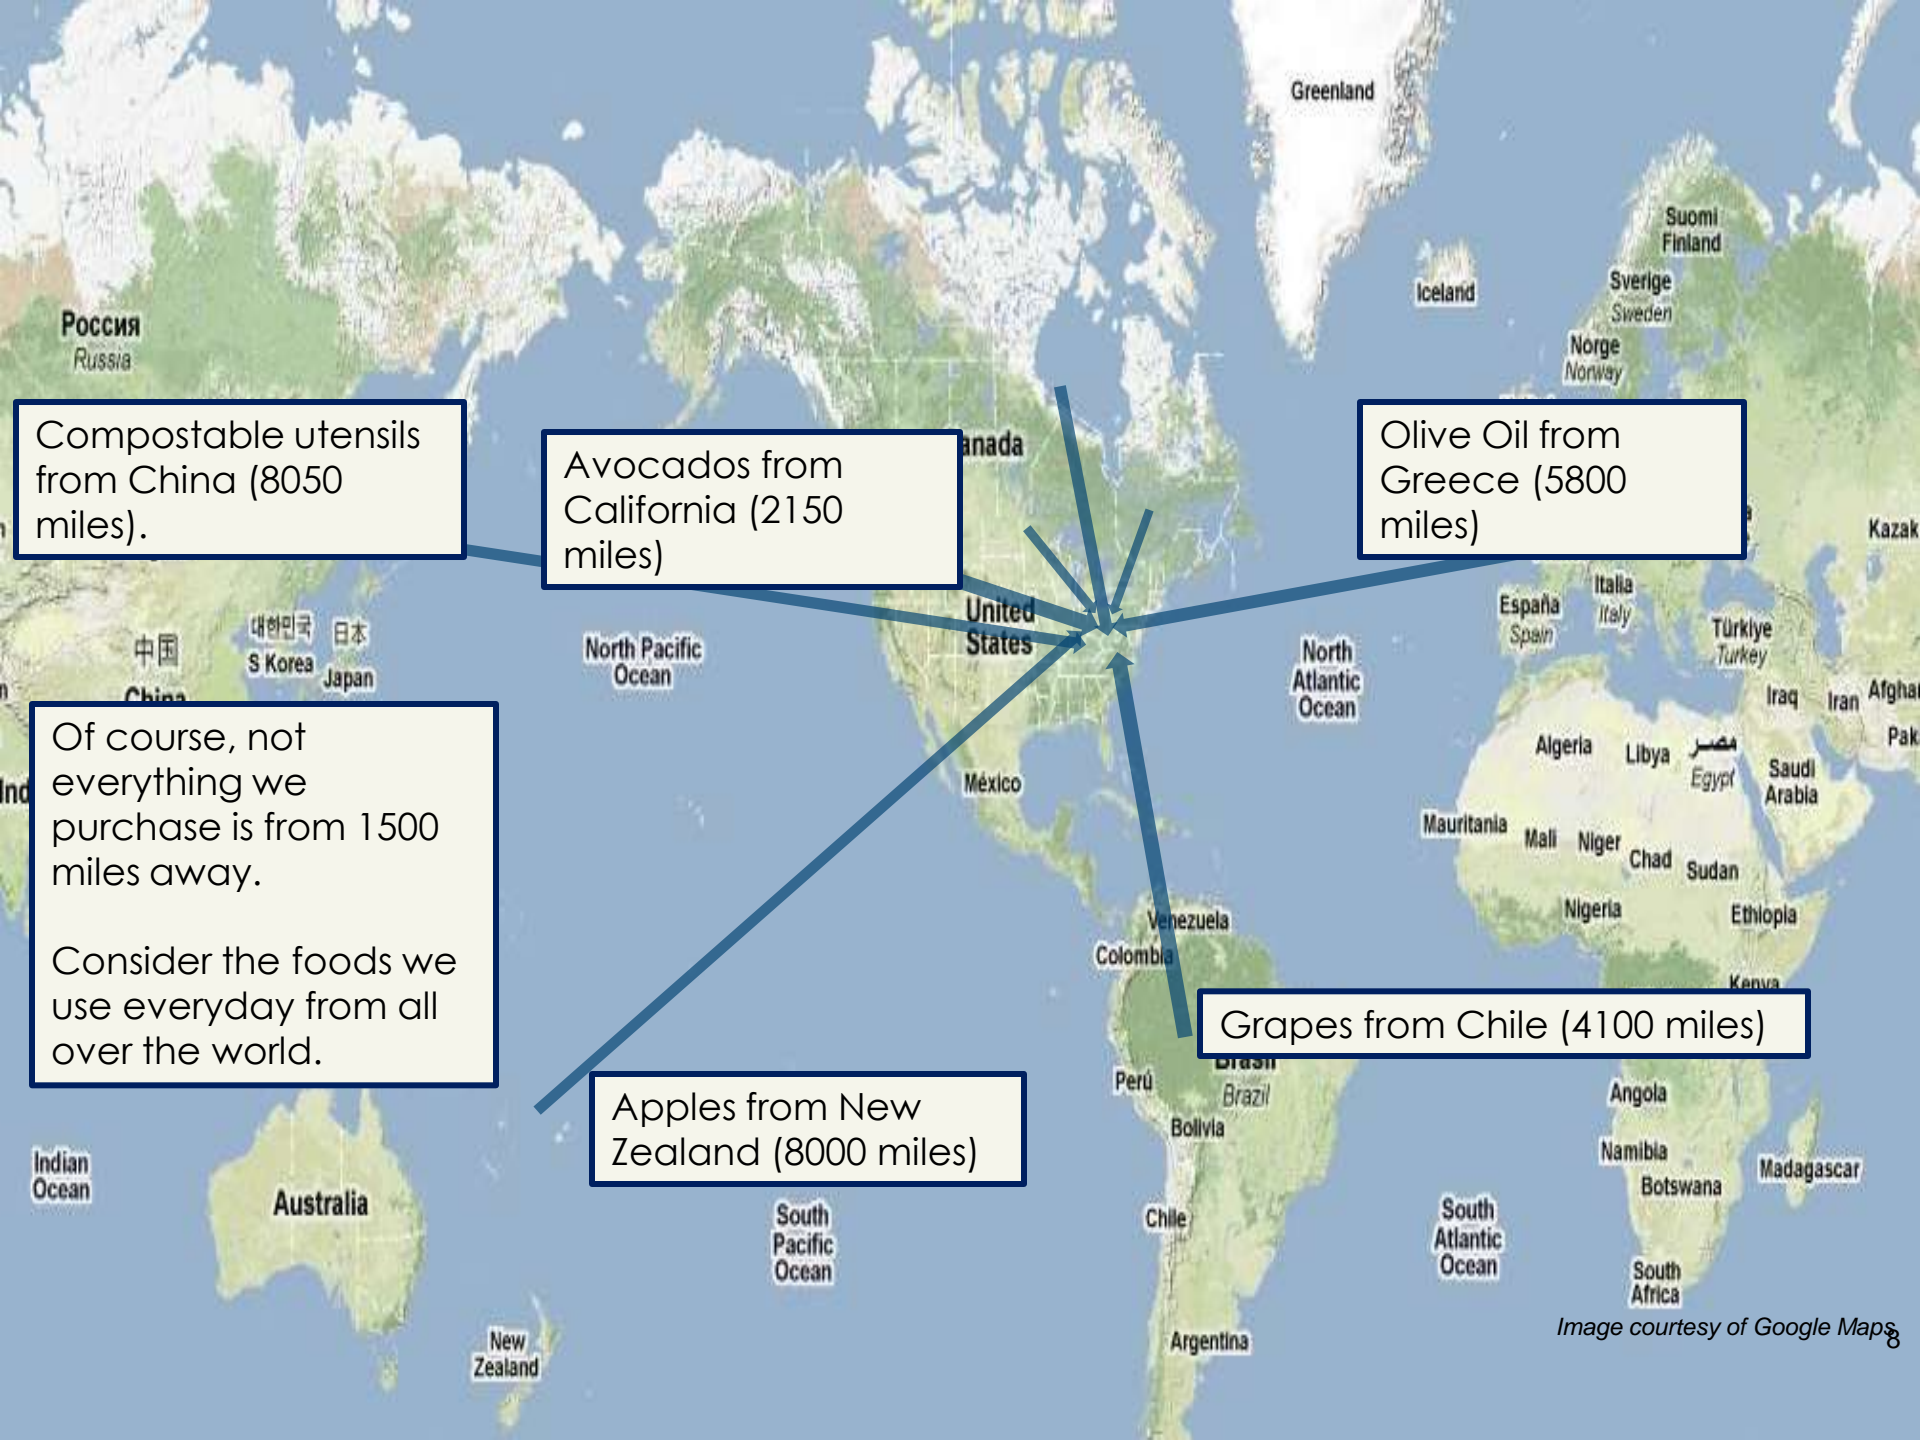 Greenland
Suomi
Finland
Sverige
Sweden
Iceland
Norge
Norway
Россия
Russia
Compostable utensils
from China (8050
miles).
Avocados from
California (2150
miles)
anada
Olive Oil from
Greece (5800
miles)
Kazak
United
States
España
Spain
Italia
Italy
Türkiye
Turkey
대한민국
S Korea
日本
Japan
中国
China
North Pacific
Ocean
North
Atlantic
Ocean
Iraq
Iran
Afghan
Pak
Algeria
Libya
مصر
Egypt
Saudi
Arabia
México
Ind
Of course, not
everything we
purchase is from 1500
miles away.
Consider the foods we
use everyday from all
over the world.
Mauritania
Mali
Niger
Chad
Sudan
Nigeria
Ethiopia
Venezuela
Colombia
Kenya
Grapes from Chile (4100 miles)
Brasil
Brazil
Perú
Bolivia
Apples from New
Zealand (8000 miles)
Angola
Namibia
Botswana
Madagascar
Indian
Ocean
Australia
South
Pacific
Ocean
Chile
South
Atlantic
Ocean
South
Africa
New
Zealand
Argentina
Image courtesy of Google Maps
8